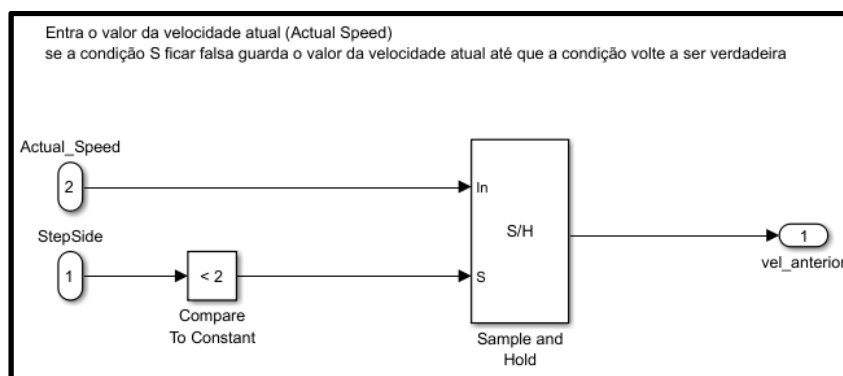 Entra o valor da velocidade atual (Actual Speed)
se a condição S ficar falsa guarda o valor da velocidade atual até que a condição volte a ser verdadeira
Actual_Speed
2
In
StepSide
S/H
1
vel_anterior
1
< 2
S
Compare
To Constant
Sample and
Hold